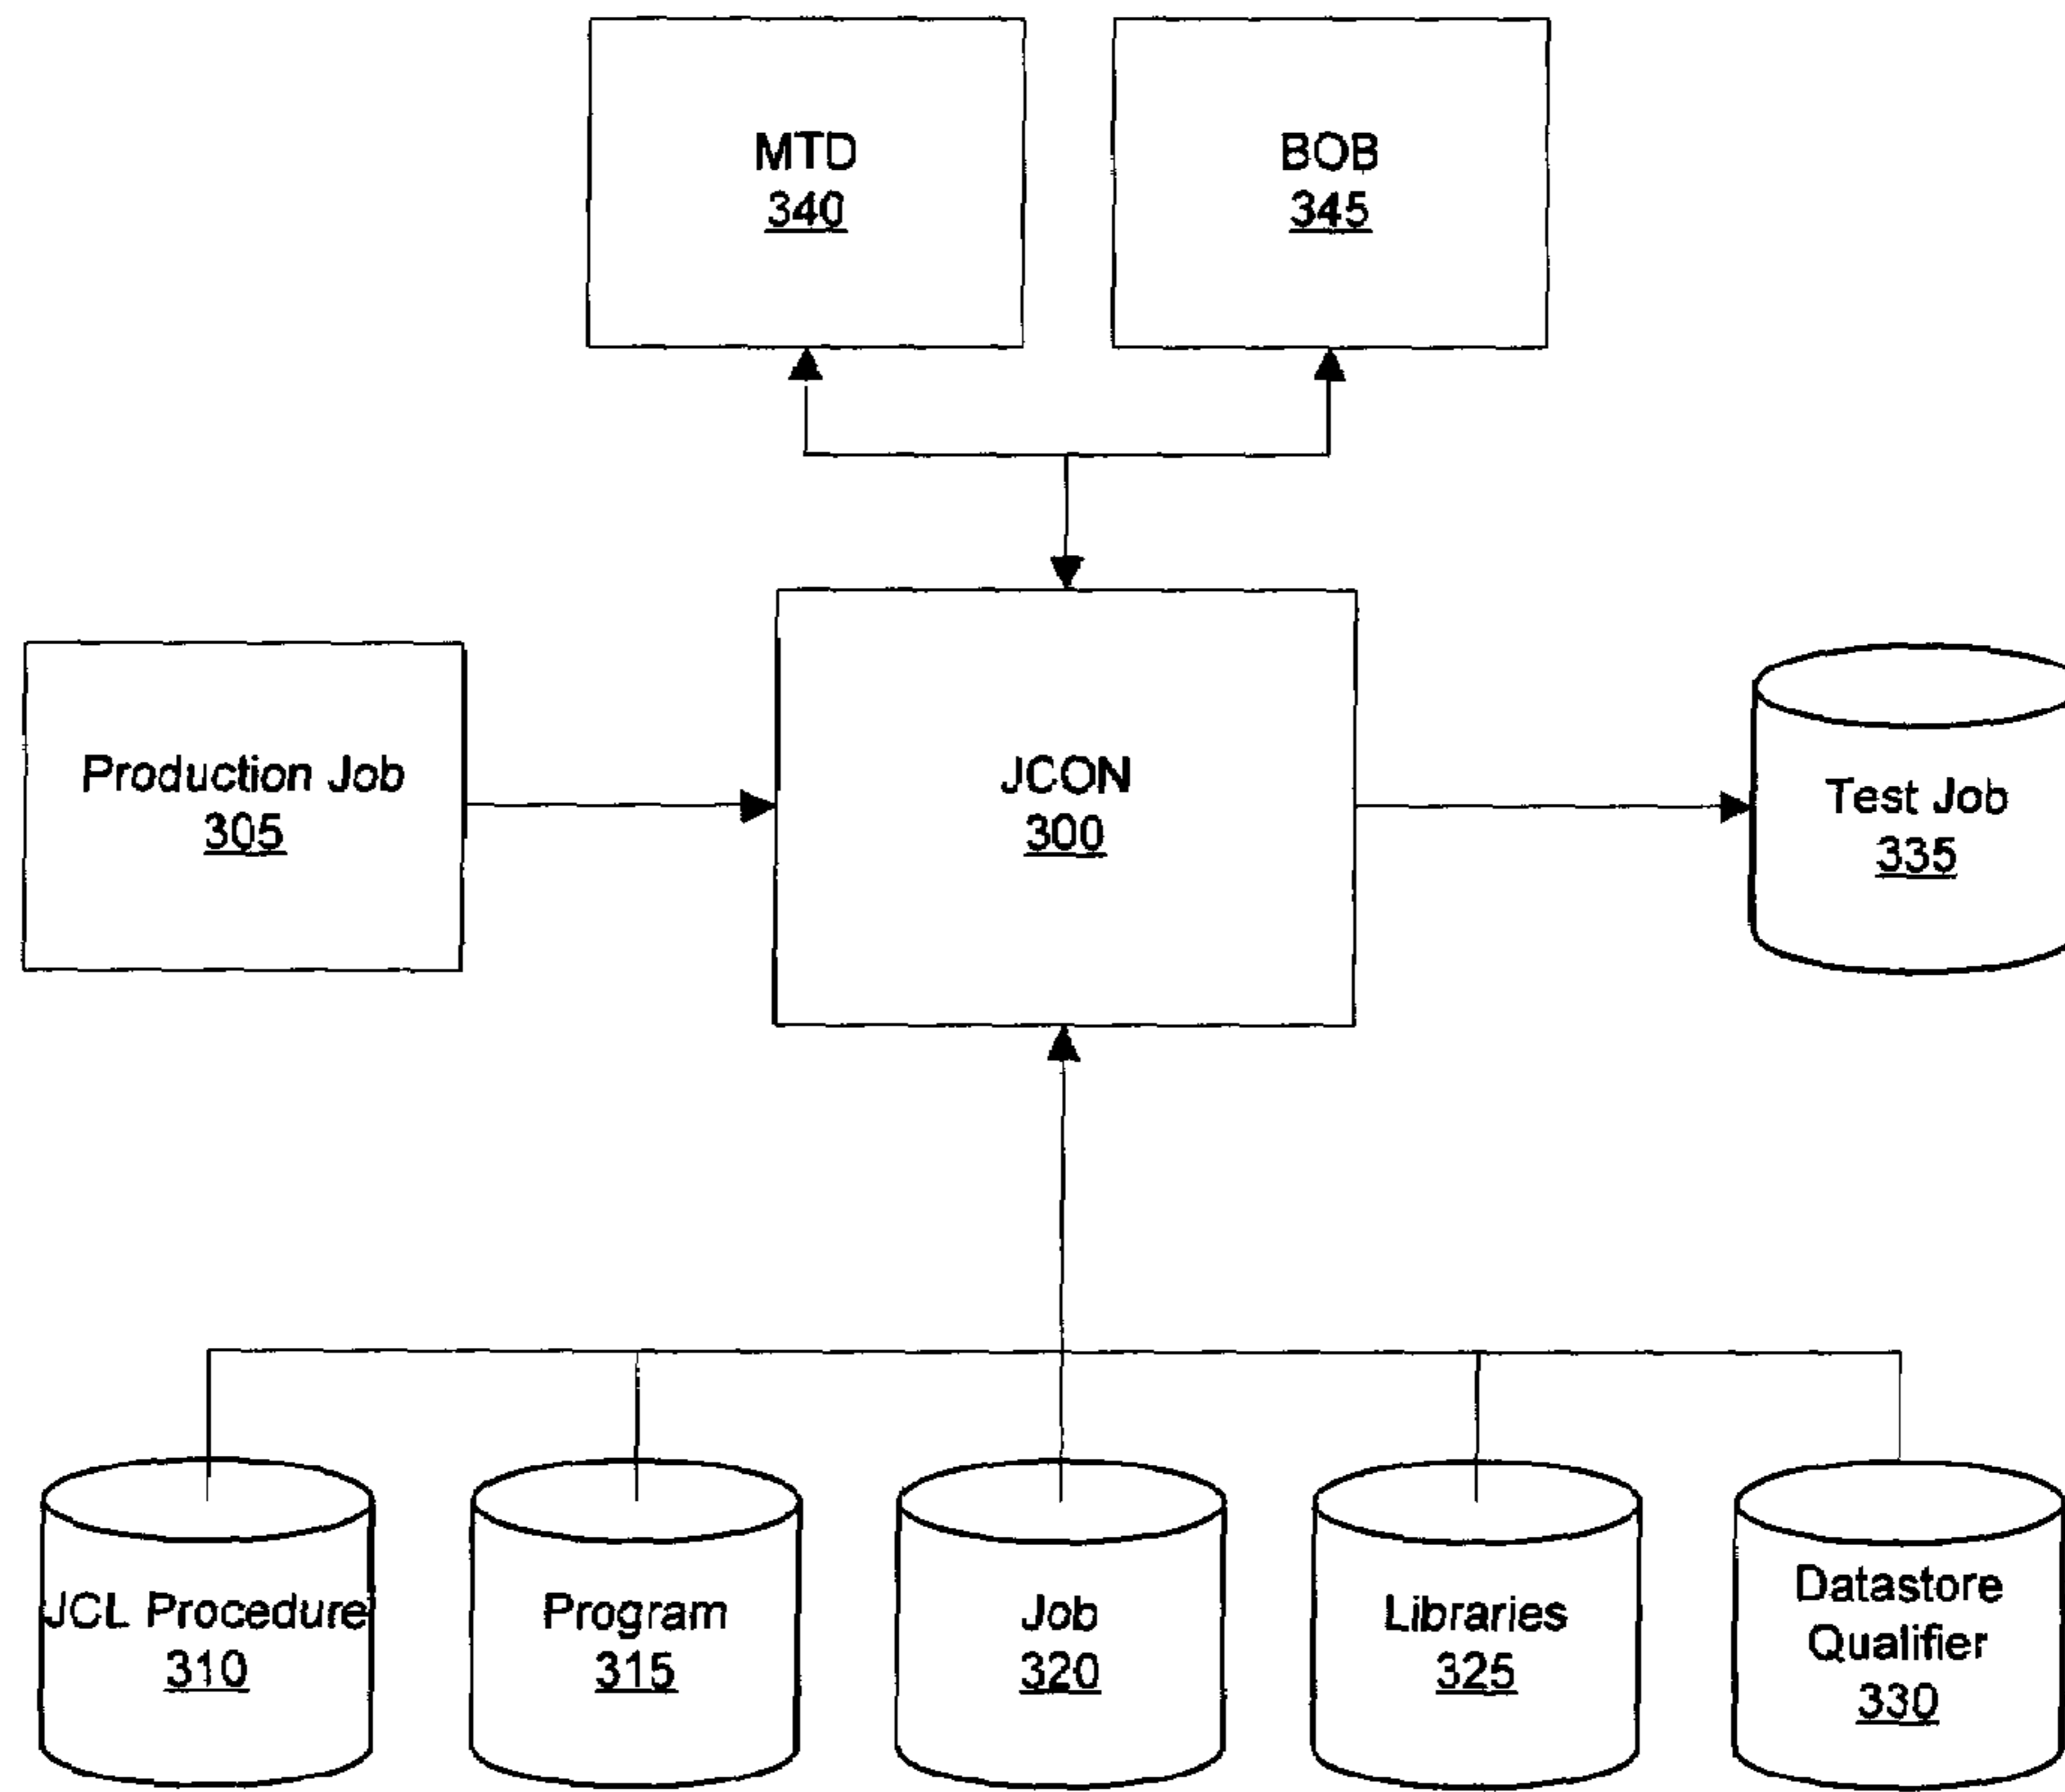 MTD
340
BOB
345
Production Job
305
JCON
300
Test Job
335
JCL Procedure
310
Program
315
Job
320
Libraries
325
Datastore
Qualifier
330